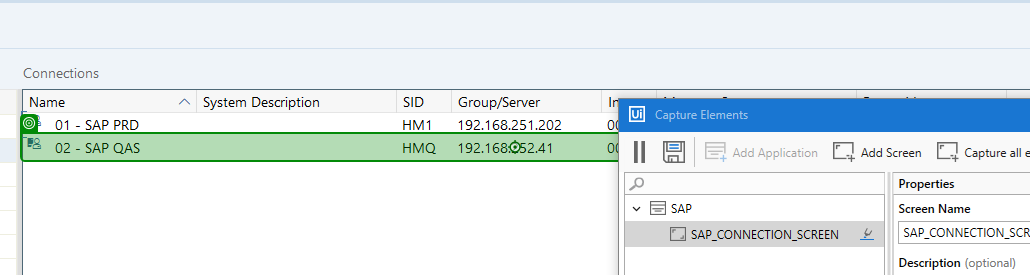 Connections
Name System Description SID Group/Server In
01 - SAP PRD HM1 192.168.251.202 00
02 - SAP QAS HMQ 192.168.252.41 00
Ui Capture Elements
Add Application Add Screen Capture all e
Properties
SAP
Screen Name
SAP_CONNECTION_SCREEN
SAP_CONNECTION_SCR
Description (optional)